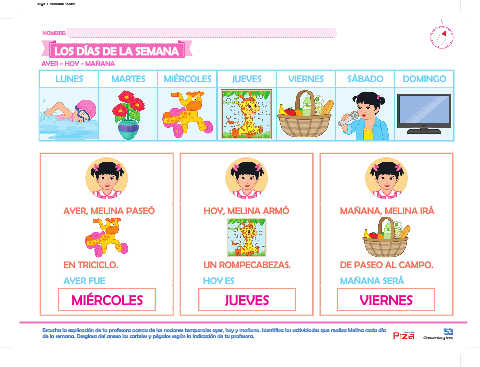 NOMBRE:
LOS DÍAS DE LA SEMANA
AYER - HOY - MAÑANA
LUNES MARTES MIÉRCOLES JUEVES VIERNES SÁBADO DOMINGO
AYER, MELINA PASEÓ
EN TRICICLO.
AYER FUE
MIÉRCOLES
HOY, MELINA ARMÓ
UN ROMPECABEZAS.
HOY ES
JUEVES
MAÑANA, MELINA IRÁ
DE PASEO AL CAMPO.
MAÑANA SERÁ
VIERNES
Escucha la explicación de tu profesora acerca de las nociones temporales ayer, hoy y mañana. Identifica las actividades que realiza Melina cada día
de la semana. Desglosa del anexo los carteles y pégalos según la indicación de tu profesora.
53